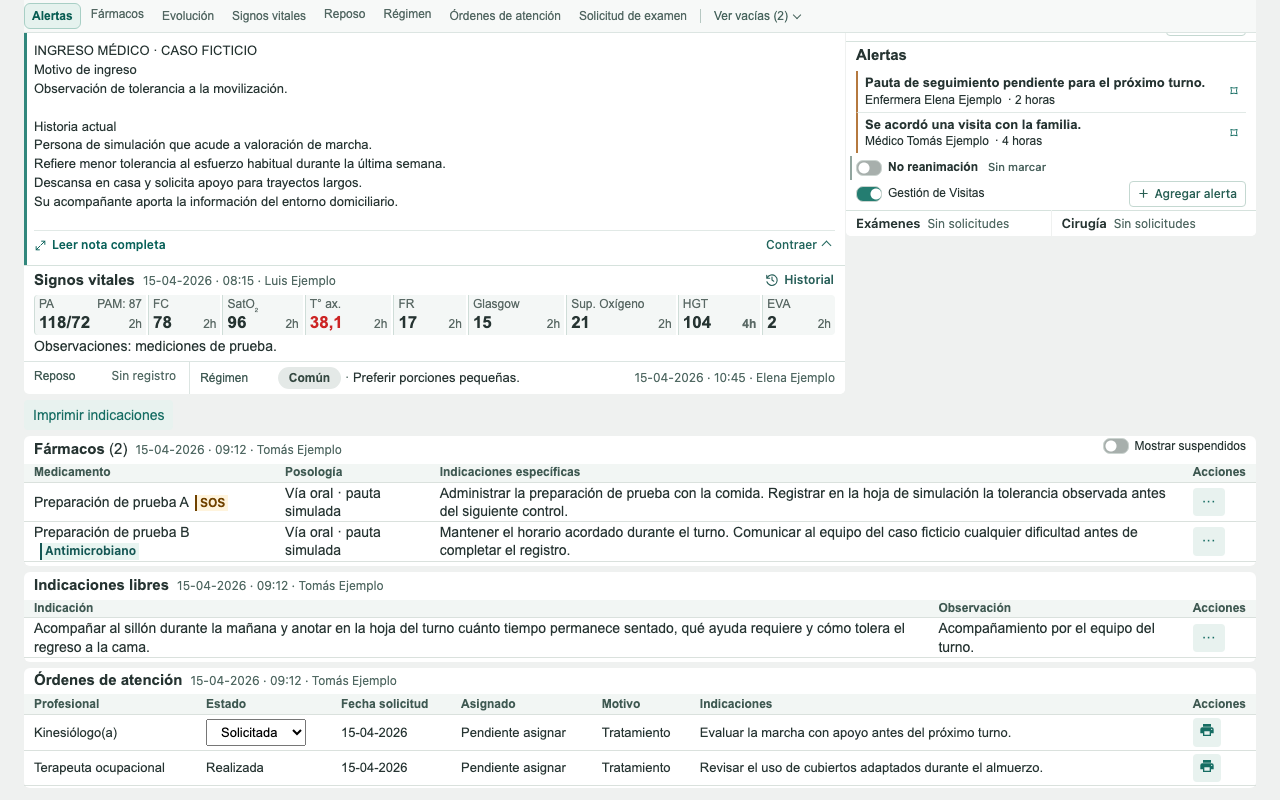 Alertas Fármacos Evolución Signos vitales Reposo Régimen Órdenes de atención Solicitud de examen Ver vacías (2)
INGRESO MÉDICO · CASO FICTICIO
Motivo de ingreso
Observación de tolerancia a la movilización.
Historia actual
Persona de simulación que acude a valoración de marcha.
Refiere menor tolerancia al esfuerzo habitual durante la última semana.
Descansa en casa y solicita apoyo para trayectos largos.
Su acompañante aporta la información del entorno domiciliario.
Leer nota completa Contraer
Alertas
Pauta de seguimiento pendiente para el próximo turno.
Enfermera Elena Ejemplo · 2 horas
Se acordó una visita con la familia.
Médico Tomás Ejemplo · 4 horas
No reanimación Sin marcar
Gestión de Visitas + Agregar alerta
Exámenes Sin solicitudes Cirugía Sin solicitudes
Signos vitales 15-04-2026 · 08:15 · Luis Ejemplo Historial
PA PAM: 87 FC SatO₂ T° ax. FR Glasgow Sup. Oxígeno HGT EVA
118/72 2h 78 2h 96 2h 38,1 2h 17 2h 15 2h 21 2h 104 4h 2 2h
Observaciones: mediciones de prueba.
Reposo Sin registro Régimen Común · Preferir porciones pequeñas. 15-04-2026 · 10:45 · Elena Ejemplo
Imprimir indicaciones
Fármacos (2) 15-04-2026 · 09:12 · Tomás Ejemplo Mostrar suspendidos
Medicamento Posología Indicaciones específicas Acciones
Preparación de prueba A SOS
Vía oral · pauta
simulada
Administrar la preparación de prueba con la comida. Registrar en la hoja de simulación la tolerancia observada antes
del siguiente control.
...
Preparación de prueba B
Antimicrobiano
Vía oral · pauta
simulada
Mantener el horario acordado durante el turno. Comunicar al equipo del caso ficticio cualquier dificultad antes de
completar el registro.
...
Indicaciones libres 15-04-2026 · 09:12 · Tomás Ejemplo
Indicación Observación Acciones
Acompañar al sillón durante la mañana y anotar en la hoja del turno cuánto tiempo permanece sentado, qué ayuda requiere y cómo tolera el
regreso a la cama.
Acompañamiento por el equipo del
turno.
...
Órdenes de atención 15-04-2026 · 09:12 · Tomás Ejemplo
Profesional Estado Fecha solicitud Asignado Motivo Indicaciones Acciones
Kinesiólogo(a) Solicitada 15-04-2026 Pendiente asignar Tratamiento Evaluar la marcha con apoyo antes del próximo turno.
Terapeuta ocupacional Realizada 15-04-2026 Pendiente asignar Tratamiento Revisar el uso de cubiertos adaptados durante el almuerzo.